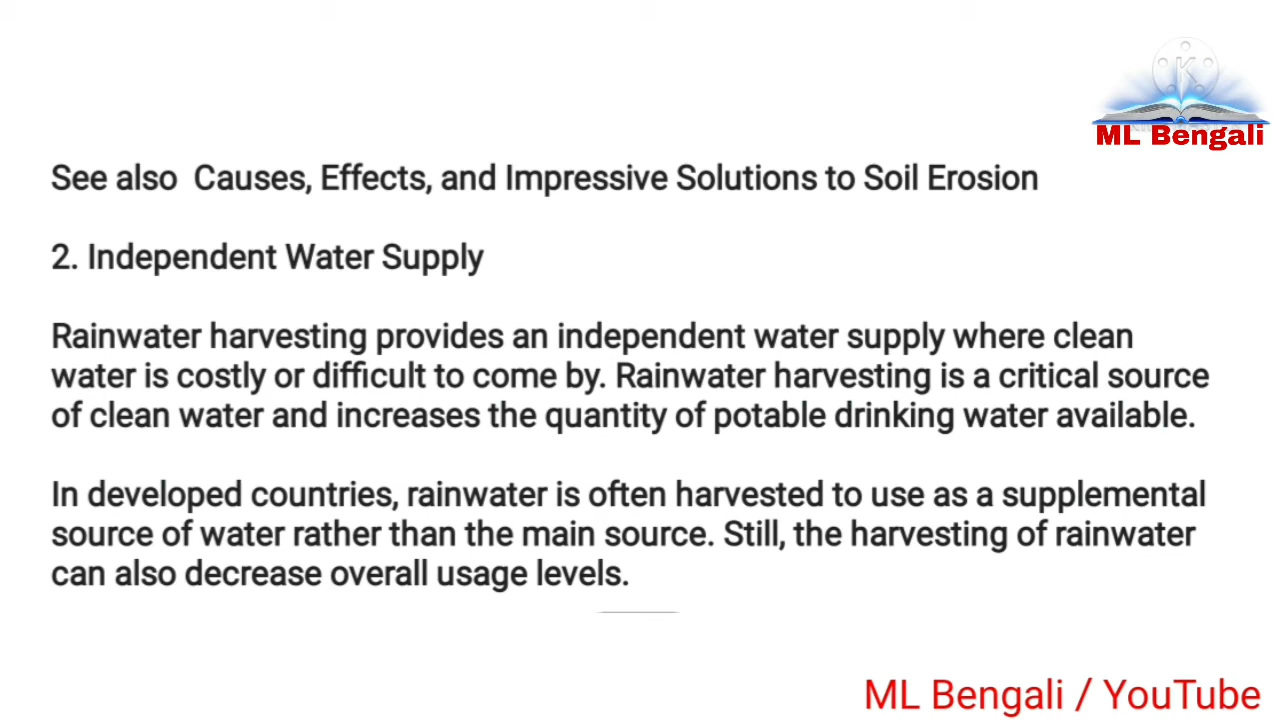 ML Bengali
See also Causes, Effects, and Impressive Solutions to Soil Erosion
2. Independent Water Supply
Rainwater harvesting provides an independent water supply where clean
water is costly or difficult to come by. Rainwater harvesting is a critical source
of clean water and increases the quantity of potable drinking water available.
In developed countries, rainwater is often harvested to use as a supplemental
source of water rather than the main source. Still, the harvesting of rainwater
can also decrease overall usage levels.
ML Bengali / YouTube